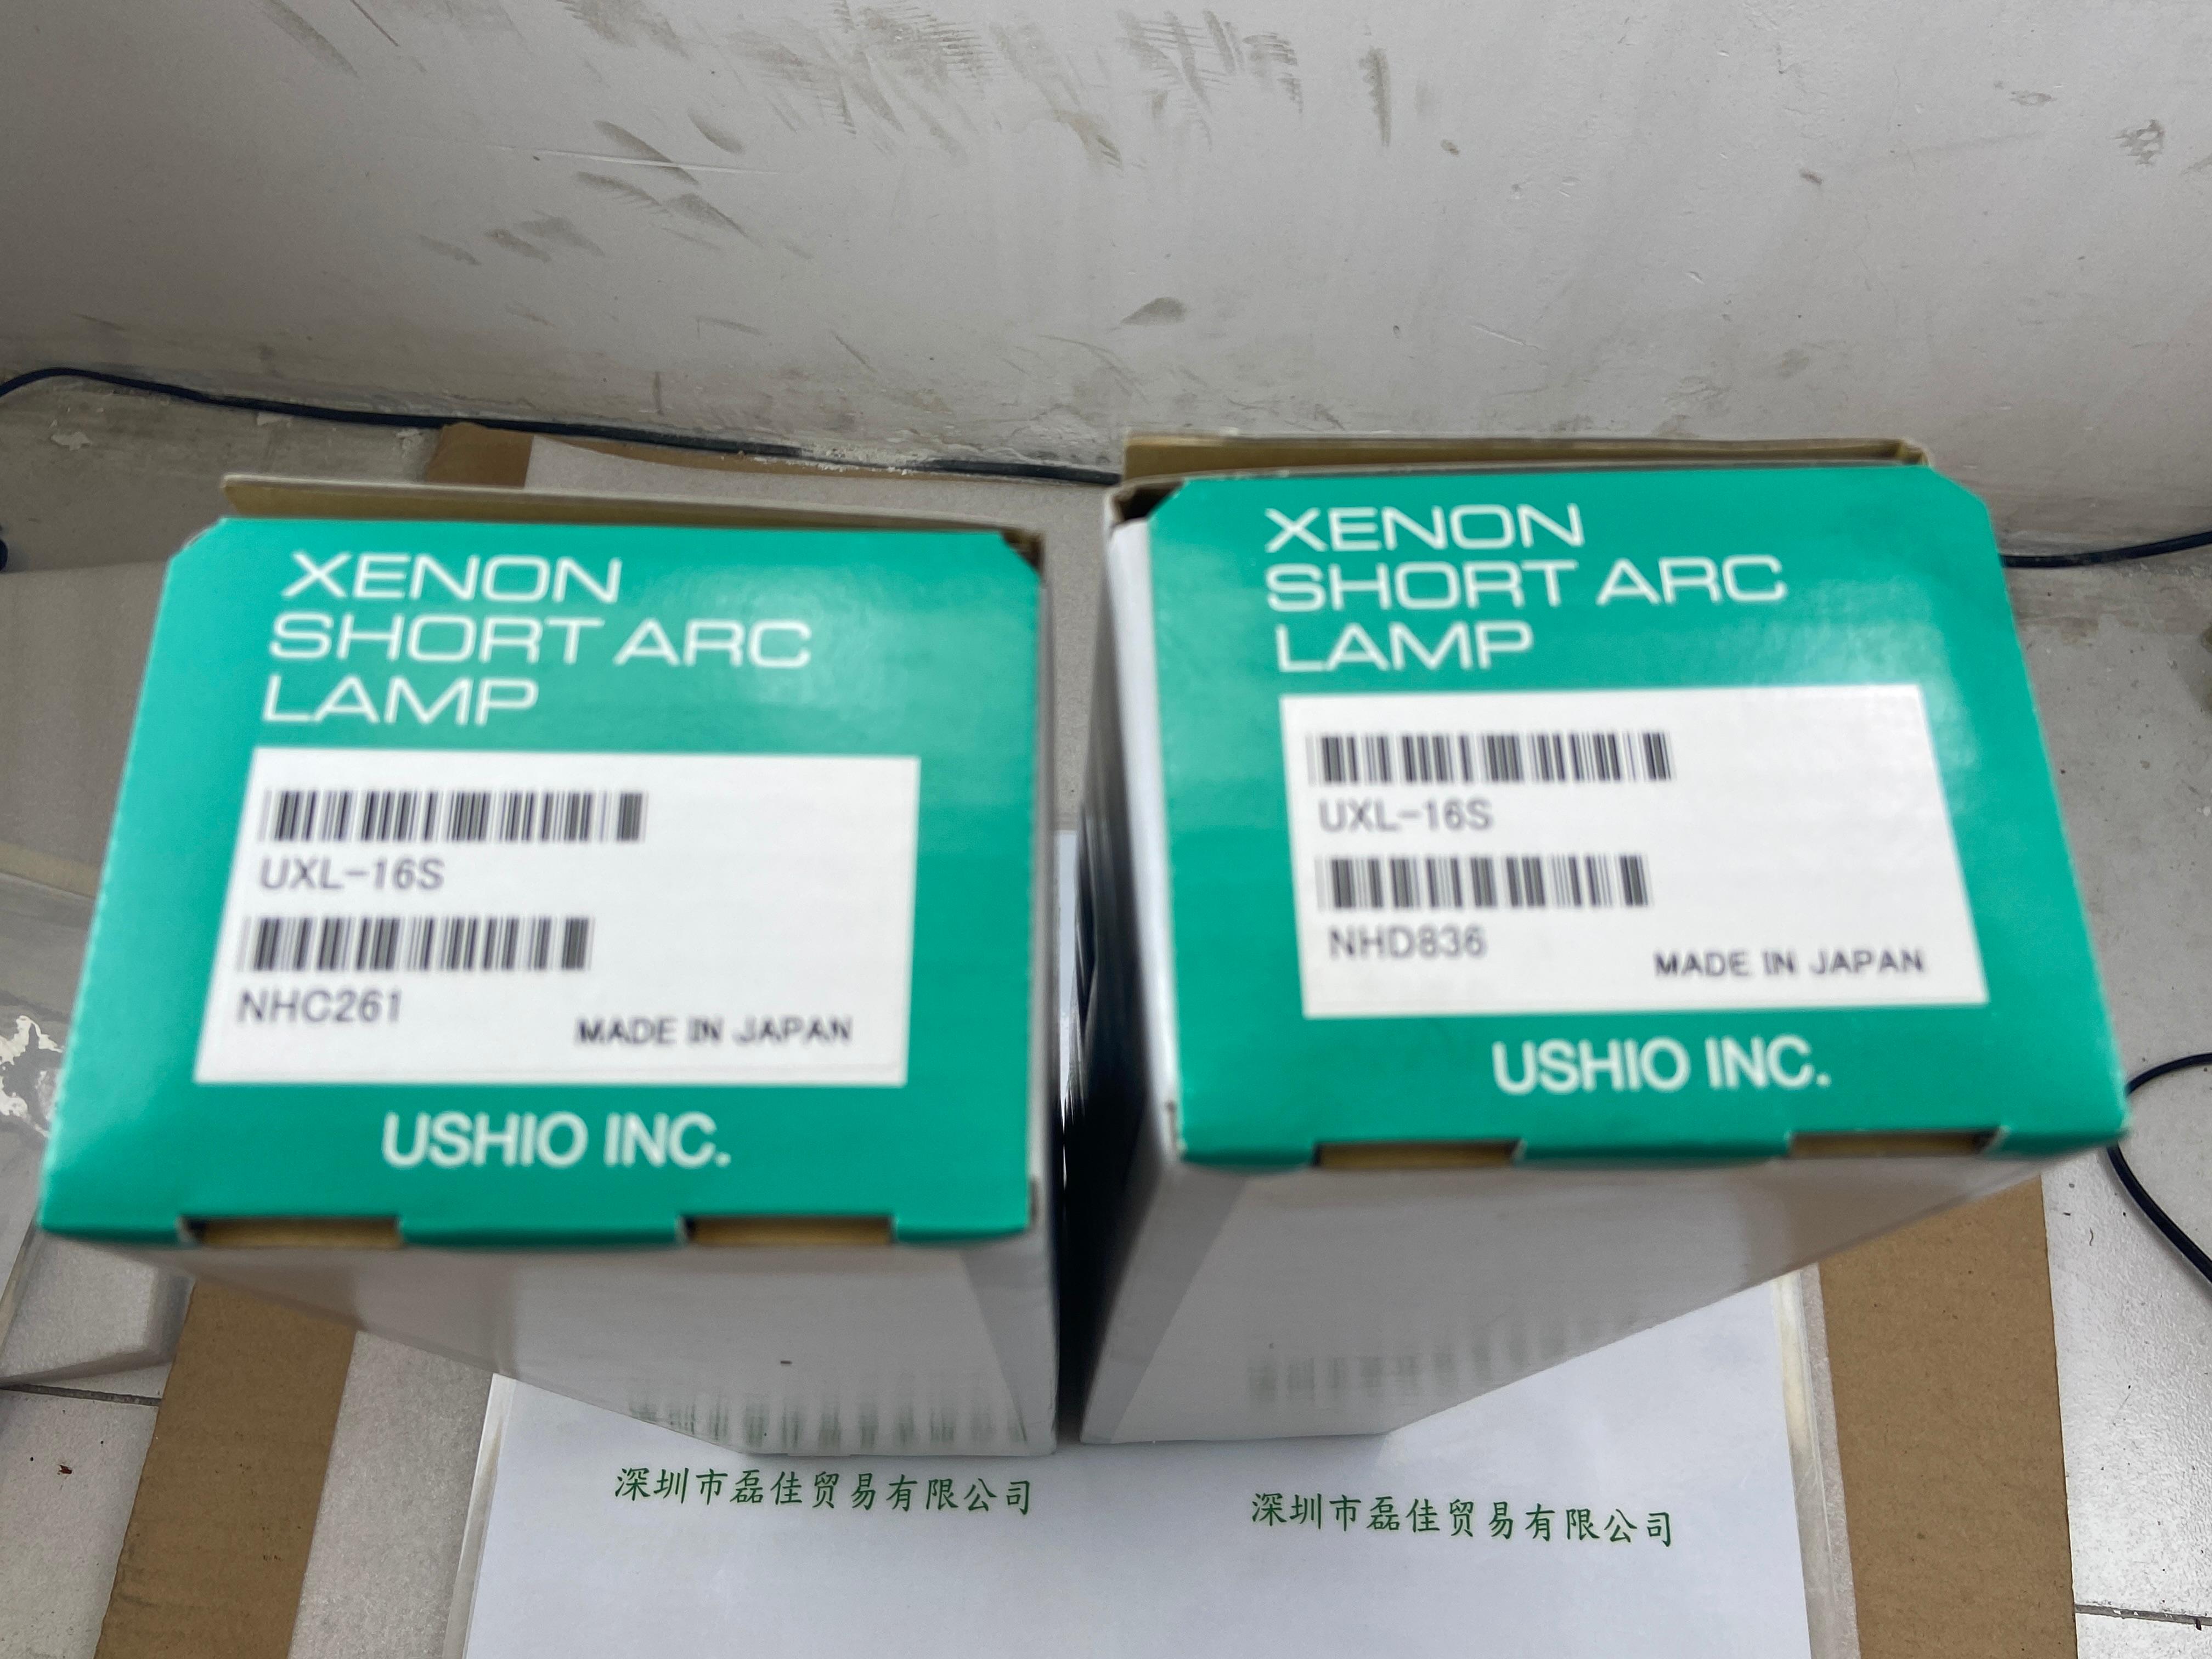 XENON
SHORT ARC
LAMP
UXL-16S
NHC261
MADE IN JAPAN
USHIO INC.
XENON
SHORT ARC
LAMP
UXL-16S
NHD836
MADE IN JAPAN
USHIO INC.
深圳市磊佳贸易有限公司
深圳市磊佳贸易有限公司